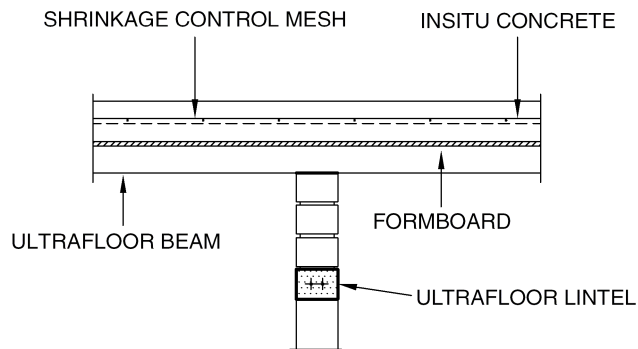 SHRINKAGE CONTROL MESH
INSITU CONCRETE
FORMBOARD
ULTRAFLOOR BEAM
ULTRAFLOOR LINTEL